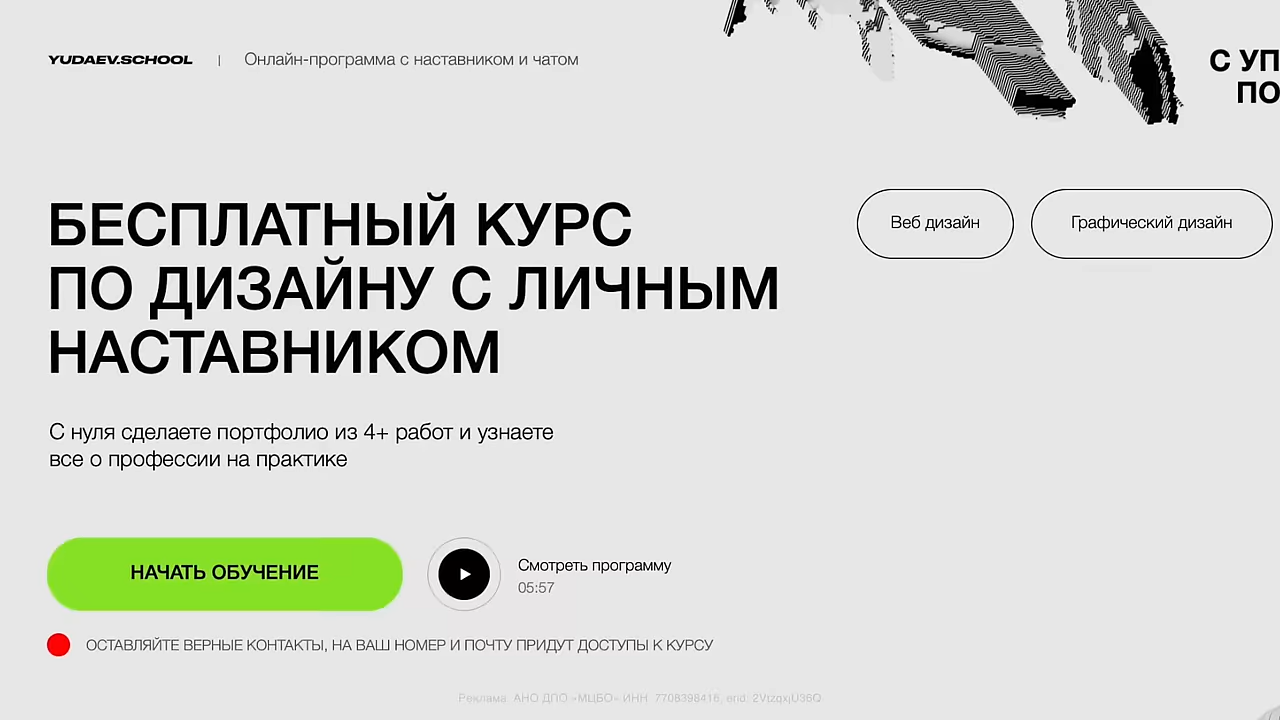 YUDAEV.SCHOOL | Онлайн-программа с наставником и чатом
С УП
ПО
БЕСПЛАТНЫЙ КУРС
ПО ДИЗАЙНУ С ЛИЧНЫМ
НАСТАВНИКОМ
Веб дизайн
Графический дизайн
С нуля сделаете портфолио из 4+ работ и узнаете
все о профессии на практике
НАЧАТЬ ОБУЧЕНИЕ
Смотреть программу
05:57
ОСТАВЛЯЙТЕ ВЕРНЫЕ КОНТАКТЫ, НА ВАШ НОМЕР И ПОЧТУ ПРИДУТ ДОСТУПЫ К КУРСУ
Реклама. АНО ДПО «МЦБО» ИНН 7708398416, erid: 2VtzqxjU36Q